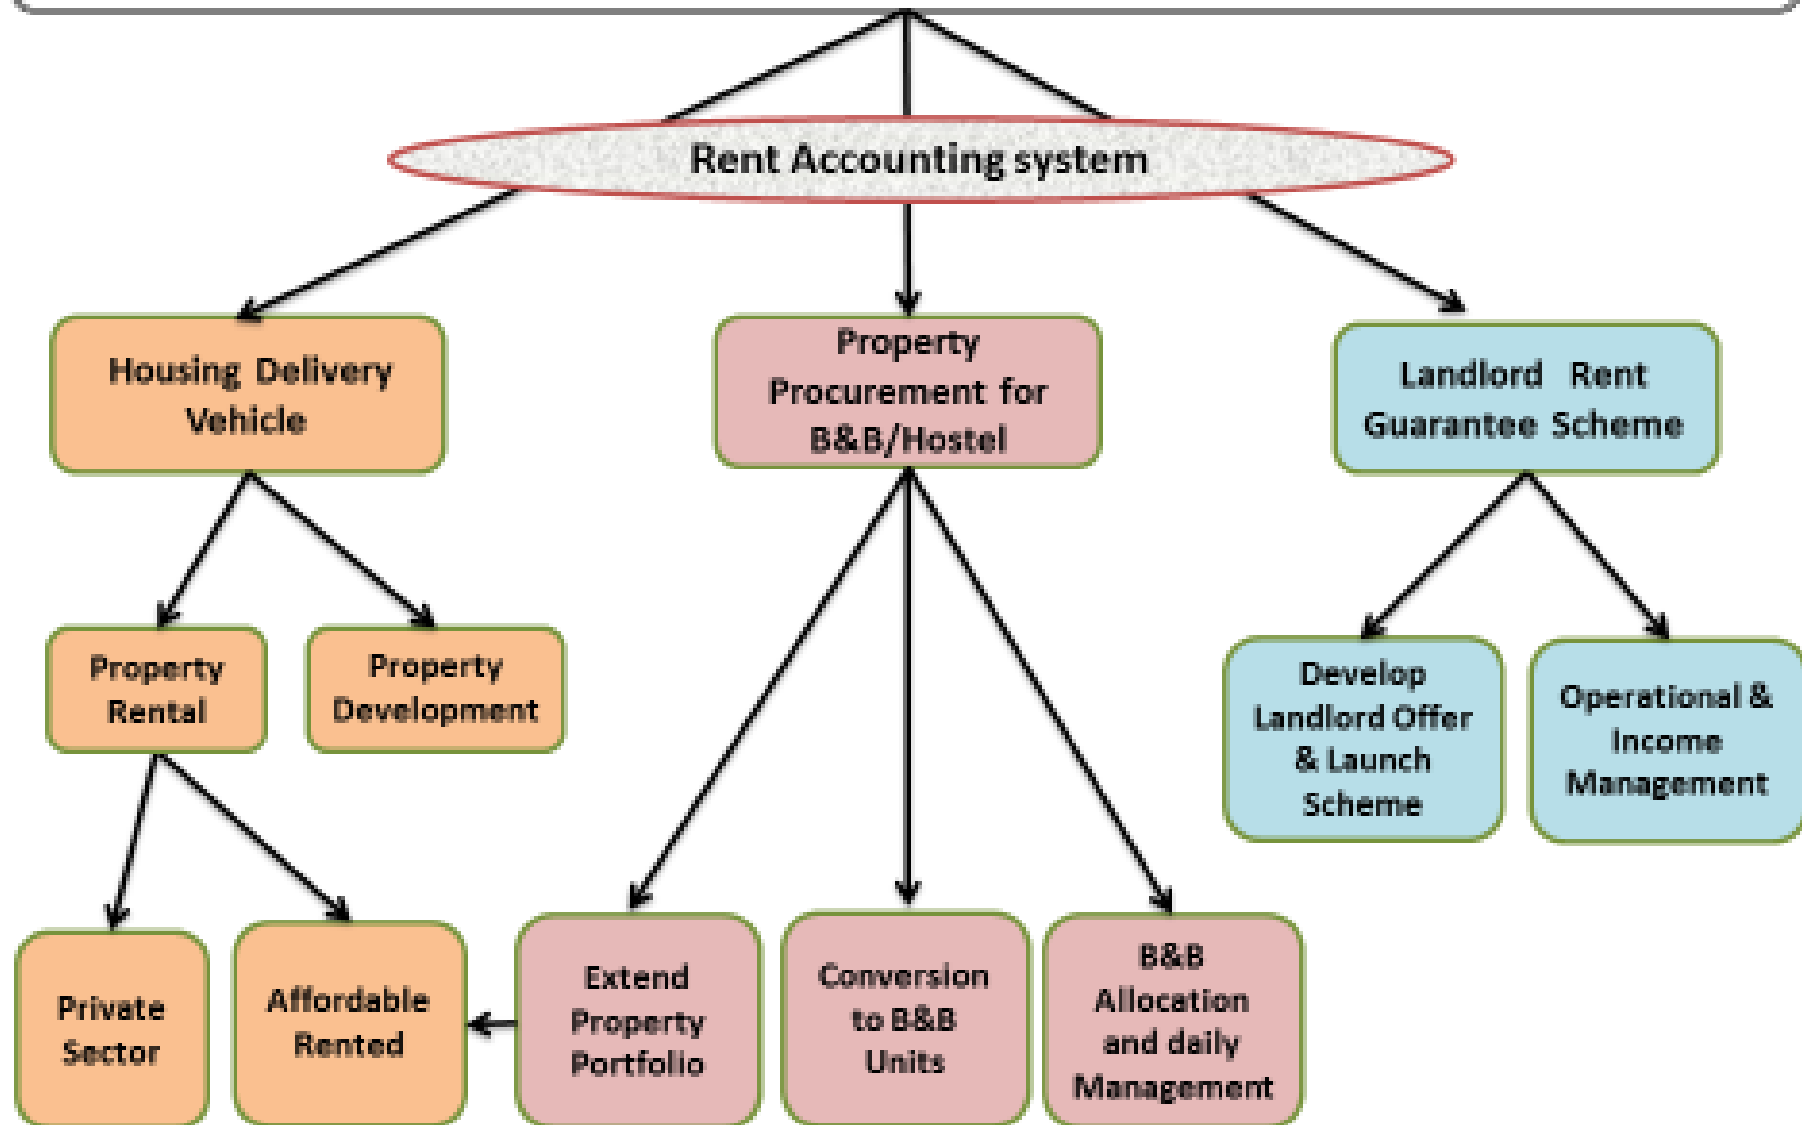 Rent Accounting system
Housing Delivery
Vehicle
Property
Procurement for
B&B/Hostel
Landlord Rent
Guarantee Scheme
Property
Rental
Property
Development
Develop
Landlord Offer
& Launch
Scheme
Operational &
Income
Management
Private
Sector
Affordable
Rented
Extend
Property
Portfolio
Conversion
to B&B
Units
B&B
Allocation
and daily
Management